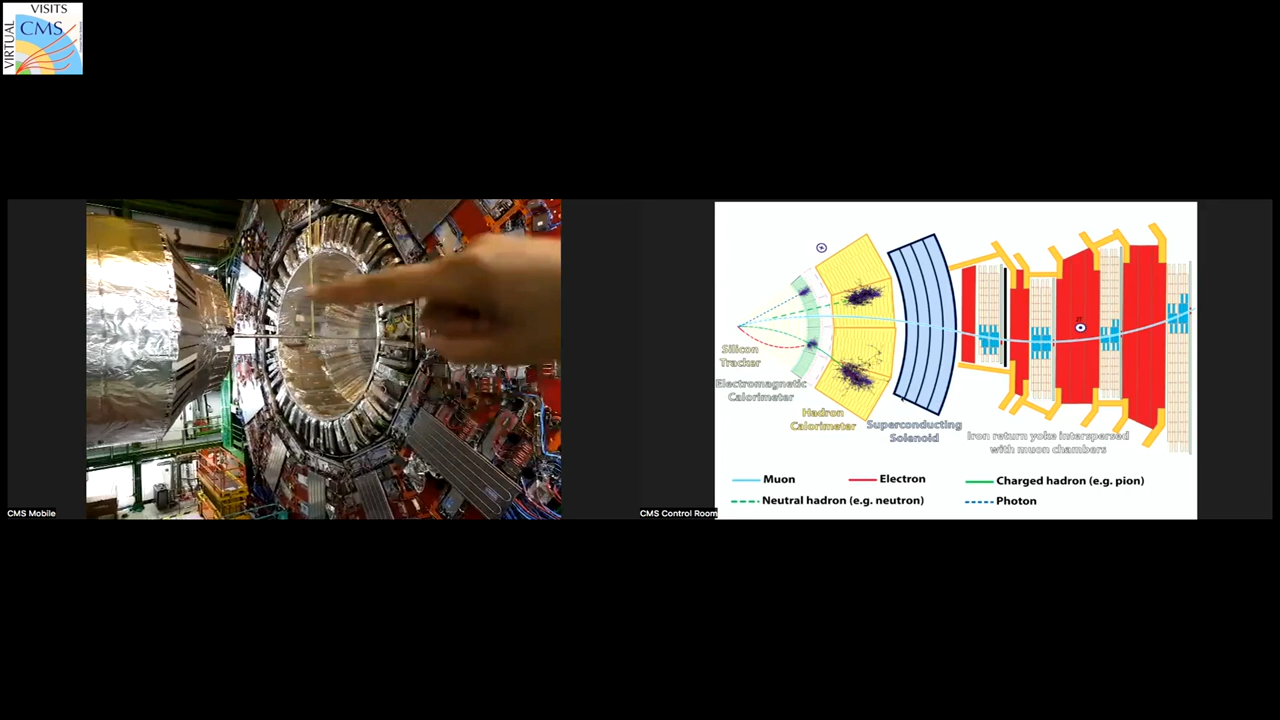 VISITS
CMS
VIRTUAL
CMS Mobile
CMS Control Room
Silicon
Tracker
Electromagnetic
Calorimeter
Hadron
Calorimeter
Superconducting
Solenoid
2T
Iron return yoke interspersed
with muon chambers
Muon
Electron
Charged hadron (e.g. pion)
Neutral hadron (e.g. neutron)
Photon